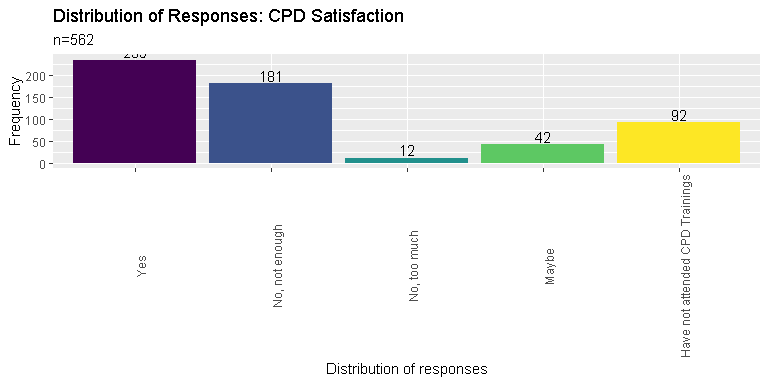 Distribution of Responses: CPD Satisfaction
n=562
Frequency
200
150
100
50
0
181
12
42
92
Yes
No, not enough
No, too much
Maybe
Have not attended CPD Trainings
Distribution of responses